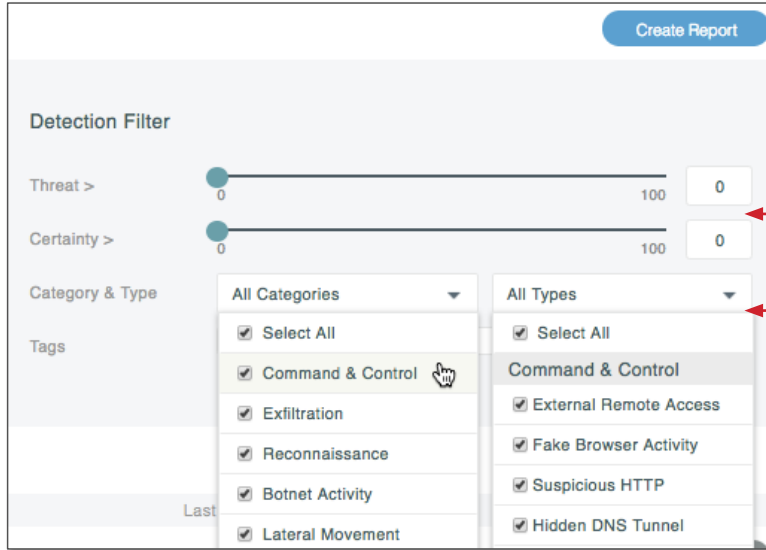 Create Report
Detection Filter
Threat >
0
100
0
Certainty >
0
100
0
Category & Type
All Categories
All Types
Tags
Select All
Command & Control
Exfiltration
Reconnaissance
Botnet Activity
Lateral Movement
Select All
Command & Control
External Remote Access
Fake Browser Activity
Suspicious HTTP
Hidden DNS Tunnel
Last